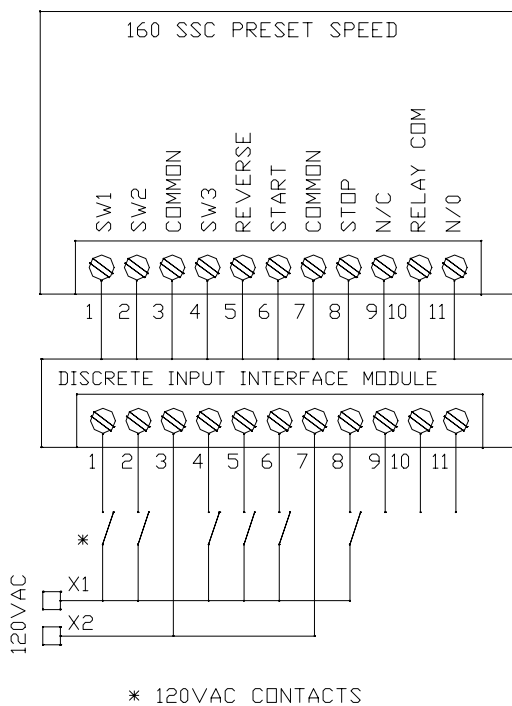 160 SSC PRESET SPEED
SW1
SW2
COMMON
SW3
REVERSE
START
COMMON
STOP
N/C
RELAY COM
N/O
1 2 3 4 5 6 7 8 9 10 11
DISCRETE INPUT INTERFACE MODULE
1 2 3 4 5 6 7 8 9 10 11
*
120VAC
X1
X2
* 120VAC CONTACTS